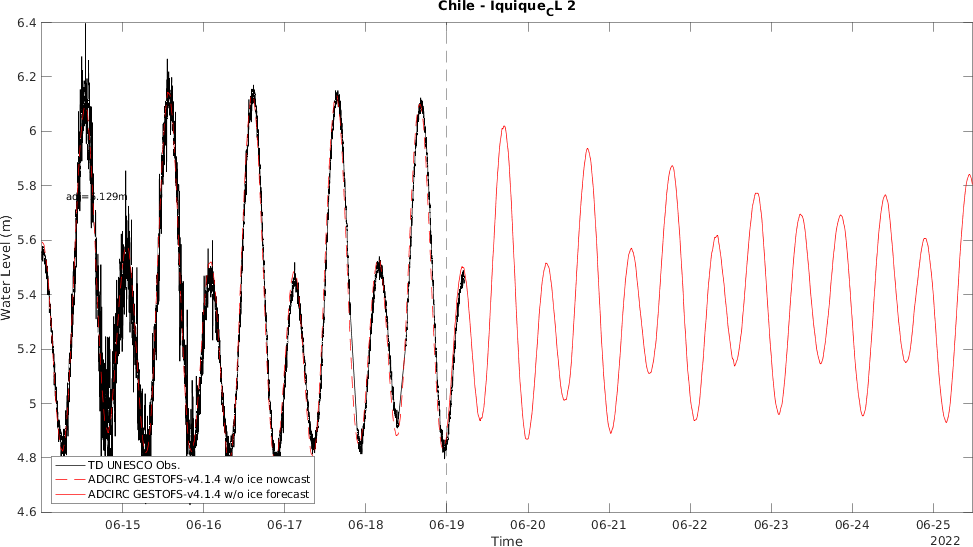 Chile - Iquique_CL 2
6.4
6.2
6
5.8
5.6
5.4
5.2
5
4.8
4.6
Water Level (m)
TD UNESCO Obs.
ADCIRC GESTOFS-v4.1.4 w/o ice nowcast
ADCIRC GESTOFS-v4.1.4 w/o ice forecast
06-15 06-16 06-17 06-18 06-19 06-20 06-21 06-22 06-23 06-24 06-25
Time
2022